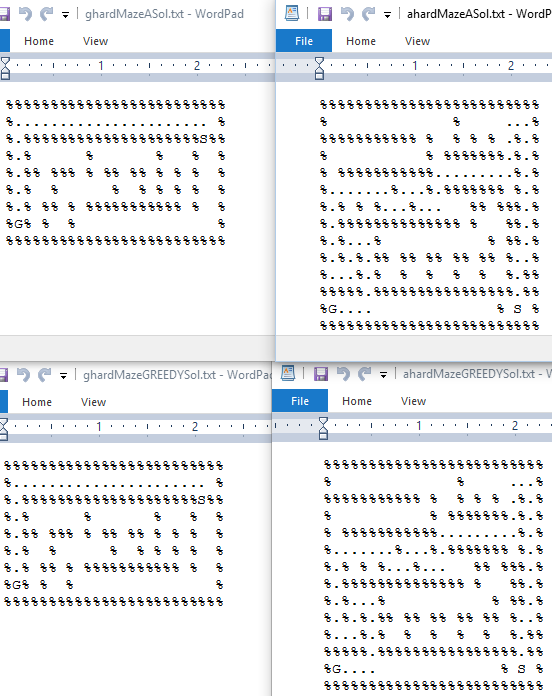 ghardMazeASol.txt - WordPad
Home View
1 2
%%%%%%%%%%%%%%%%%%%%%%%%%
%...................... %
%.%%%%%%%%%%%%%%%%%%%%S%%
%.%      %       %   %  %
%.%% %%% % %% %% %%  %  %
%.%  %      %  %%%%  %  %
%.% %% % %%%%%%%%%%% %  %
%G% %  %                %
%%%%%%%%%%%%%%%%%%%%%%%%%
ahardMazeASol.txt - WordP
File Home View
1 2
%%%%%%%%%%%%%%%%%%%%%%%%%
%              %     ...%
%%%%%%%%%%% %  % % % .%.%
%           % %%%%%%%.%.%
% %%%%%%%%%%%.........%.%
%.......%...%.%%%%%%% %.%
%.% % %...%...   %% %%%.%
%.%%%%%%%%%%%%% %    %%.%
%.%...%            % %%.%
%.%.%.%% %% %% %% %% %..%
%...%.%  %  %  %  %  %.%%
%%%%%.%%%%%%%%%%%%%%%%.%%
%G....              % S %
%%%%%%%%%%%%%%%%%%%%%%%%%
ghardMazeGREEDYSol.txt - WordPad
Home View
1 2
%%%%%%%%%%%%%%%%%%%%%%%%%
%...................... %
%.%%%%%%%%%%%%%%%%%%%%S%%
%.%      %       %   %  %
%.%% %%% % %% %% %%  %  %
%.%  %      %  %%%%  %  %
%.% %% % %%%%%%%%%%% %  %
%G% %  %                %
%%%%%%%%%%%%%%%%%%%%%%%%%
ahardMazeGREEDYSol.txt - WordPad
File Home View
1 2
%%%%%%%%%%%%%%%%%%%%%%%%%
%              %     ...%
%%%%%%%%%%% %  % % % .%.%
%           % %%%%%%%.%.%
% %%%%%%%%%%%.........%.%
%.......%...%.%%%%%%% %.%
%.% % %...%...   %% %%%.%
%.%%%%%%%%%%%%% %    %%.%
%.%...%            % %%.%
%.%.%.%% %% %% %% %% %..%
%...%.%  %  %  %  %  %.%%
%%%%%.%%%%%%%%%%%%%%%%.%%
%G....              % S %
%%%%%%%%%%%%%%%%%%%%%%%%%